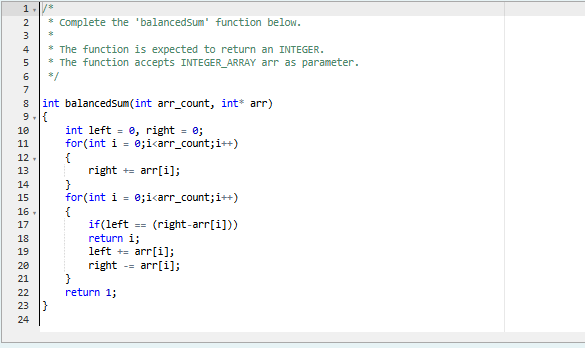 1 /*
2  * Complete the 'balancedSum' function below.
3  *
4  * The function is expected to return an INTEGER.
5  * The function accepts INTEGER_ARRAY arr as parameter.
6  */
7
8 int balancedSum(int arr_count, int* arr)
9 {
10     int left = 0, right = 0;
11     for(int i = 0;i<arr_count;i++)
12     {
13         right += arr[i];
14     }
15     for(int i = 0;i<arr_count;i++)
16     {
17         if(left == (right-arr[i]))
18         return i;
19         left += arr[i];
20         right -= arr[i];
21     }
22     return 1;
23 }
24